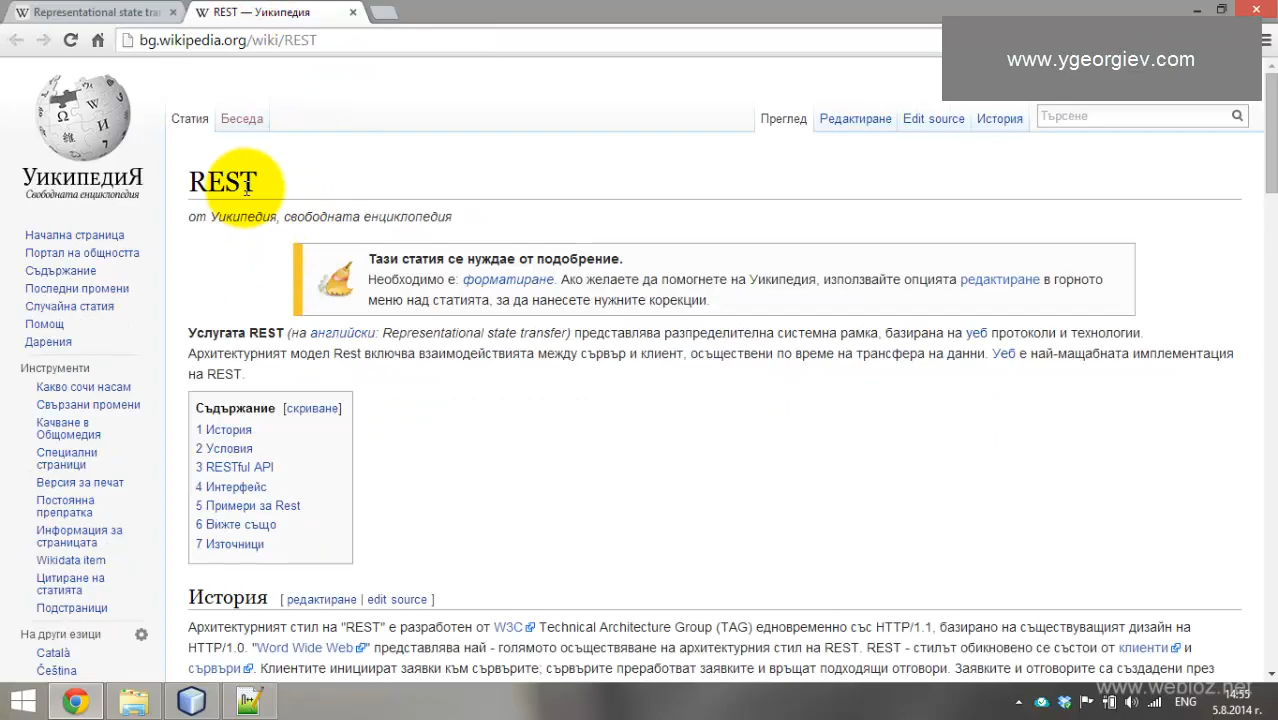 Representational state tra
REST — Уикипедия
bg.wikipedia.org/wiki/REST
www.ygeorgiev.com
Статия
Беседа
Преглед
Редактиране
Edit source
История
Търсене
УикипедиЯ
Свободната енциклопедия
Начална страница
Портал на общността
Съдържание
Последни промени
Случайна статия
Помощ
Дарения
Инструменти
Какво сочи насам
Свързани промени
Качване в
Общомедия
Специални
страници
Версия за печат
Постоянна
препратка
Информация за
страницата
Wikidata item
Цитиране на
статията
Подстраници
На други езици
Català
Čeština
REST
от Уикипедия, свободната енциклопедия
Тази статия се нуждае от подобрение.
Необходимо е: форматиране. Ако желаете да помогнете на Уикипедия, използвайте опцията редактиране в горното
меню над статията, за да нанесете нужните корекции.
Услугата REST (на английски: Representational state transfer) представлява разпределителна системна рамка, базирана на уеб протоколи и технологии.
Архитектурният модел Rest включва взаимодействията между сървър и клиент, осъществени по време на трансфера на данни. Уеб е най-мащабната имплементация
на REST.
Съдържание [скриване]
1 История
2 Условия
3 RESTful API
4 Интерфейс
5 Примери за Rest
6 Вижте също
7 Източници
История [ редактиране | edit source ]
Архитектурният стил на "REST" е разработен от W3C Technical Architecture Group (TAG) едновременно със HTTP/1.1, базирано на съществуващият дизайн на
HTTP/1.0. "Word Wide Web" представлява най - голямото осъществяване на архитектурния стил на REST. REST - стилът обикновено се състои от клиенти и
сървъри. Клиентите инициират заявки към сървърите; сървърите преработват заявките и връщат подходящи отговори. Заявките и отговорите са създадени през
www.webloz.net
ENG
14:55
5.8.2014 г.